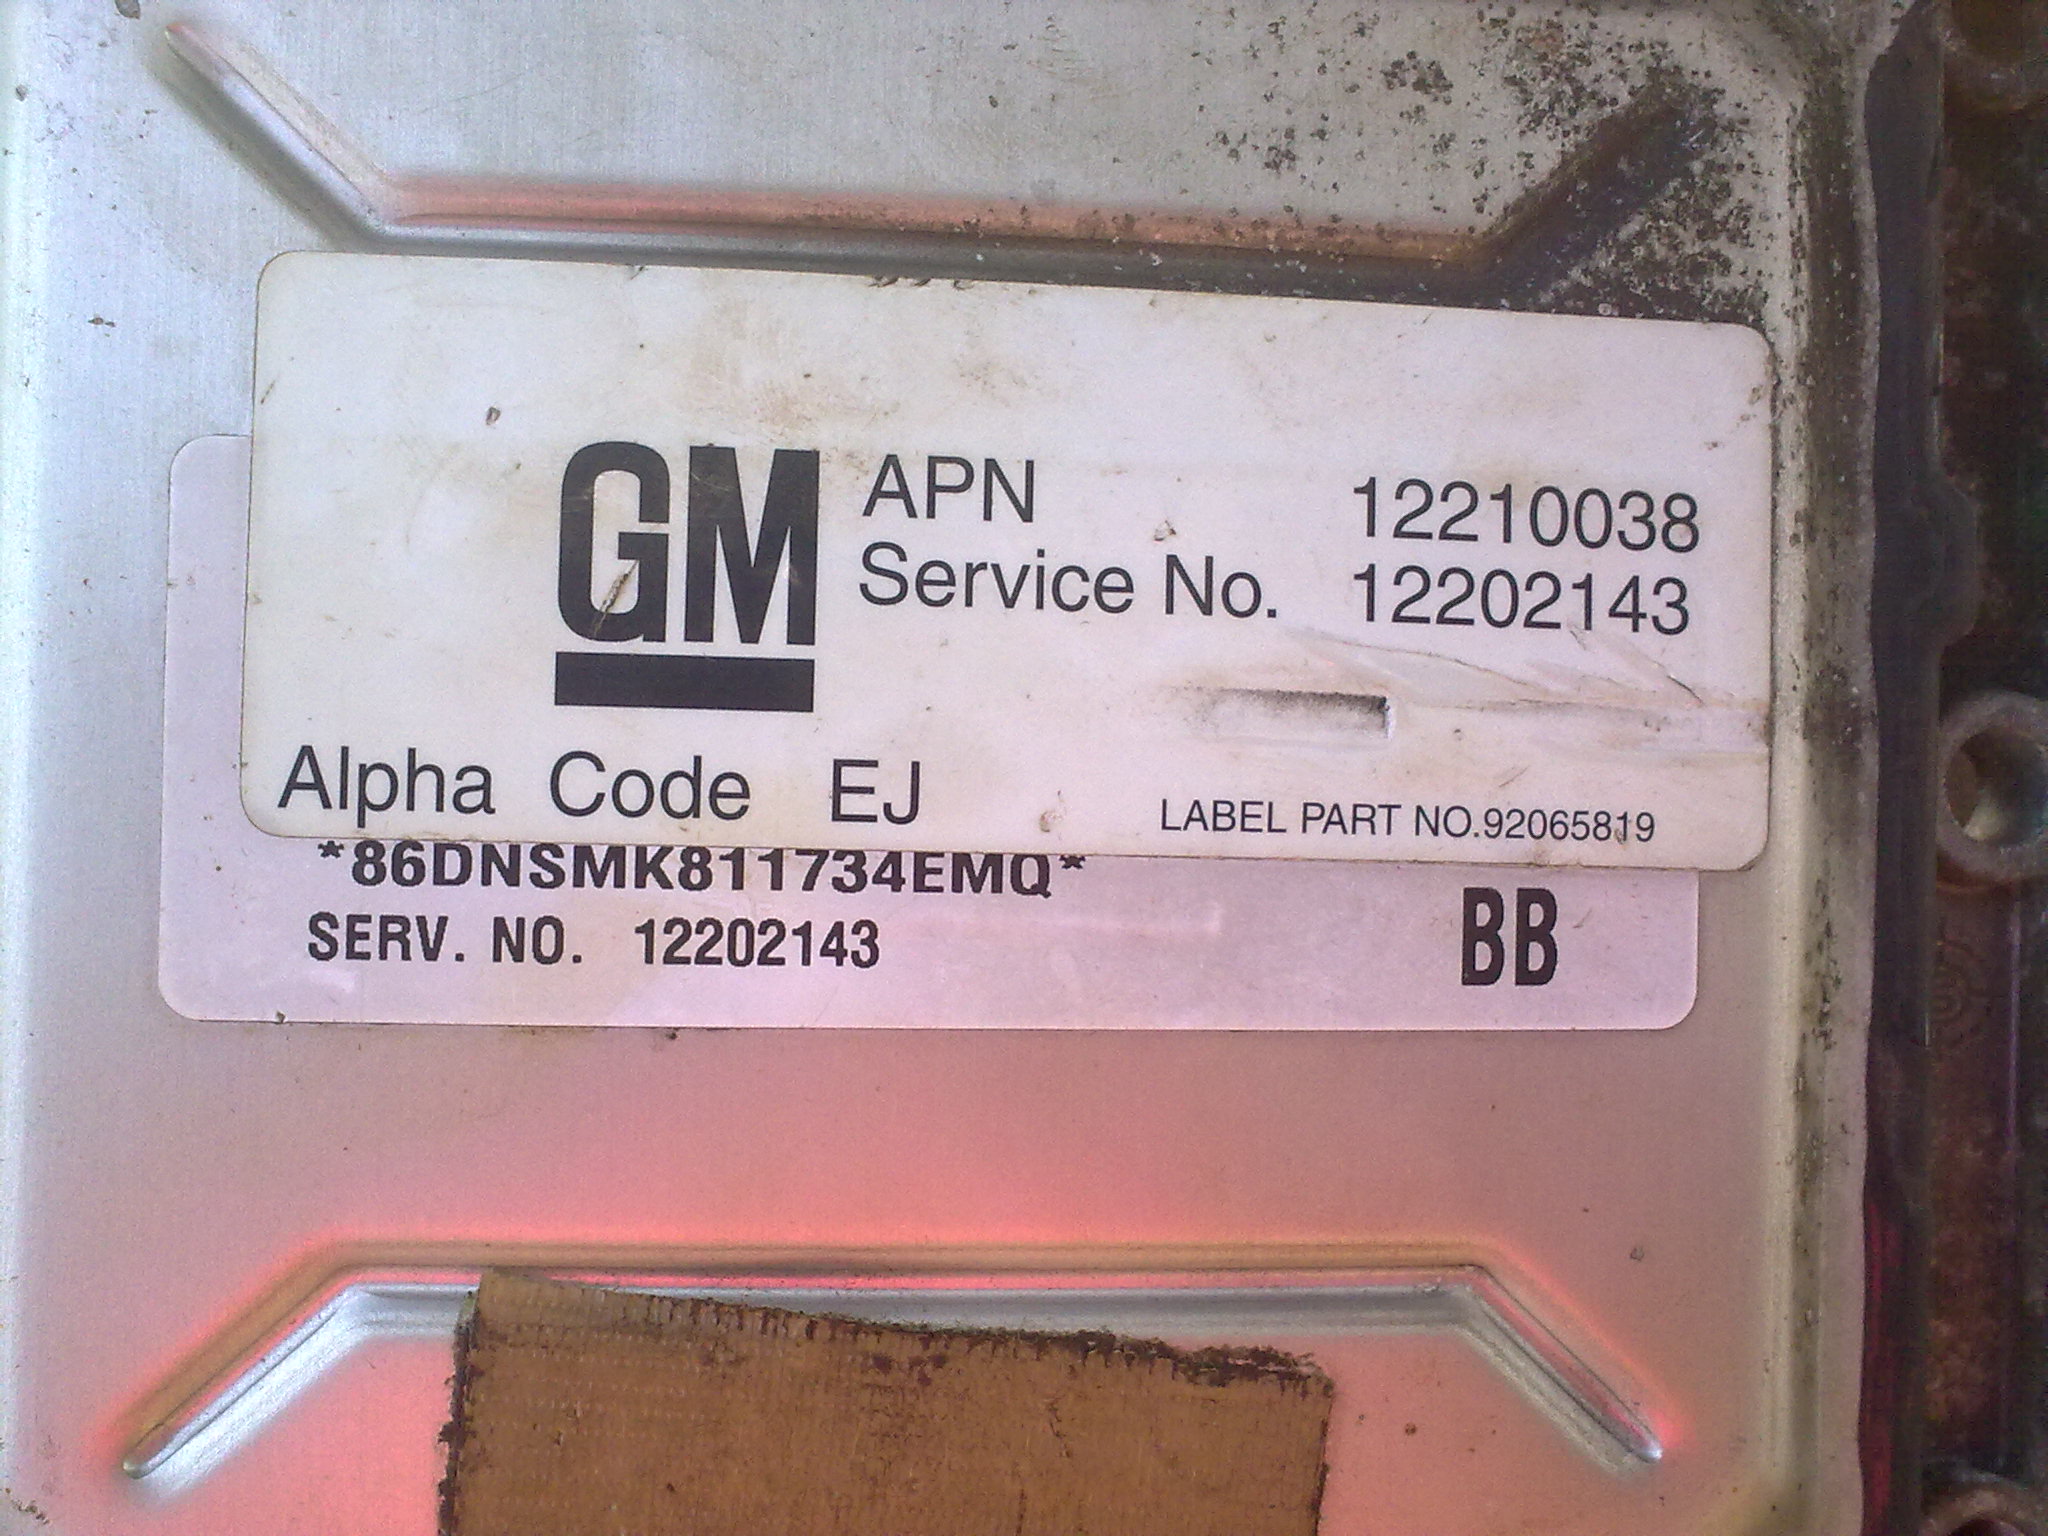 GM
APN 12210038
Service No. 12202143
Alpha Code EJ
LABEL PART NO.92065819
*86DNSMK811734EMQ*
SERV. NO. 12202143
BB